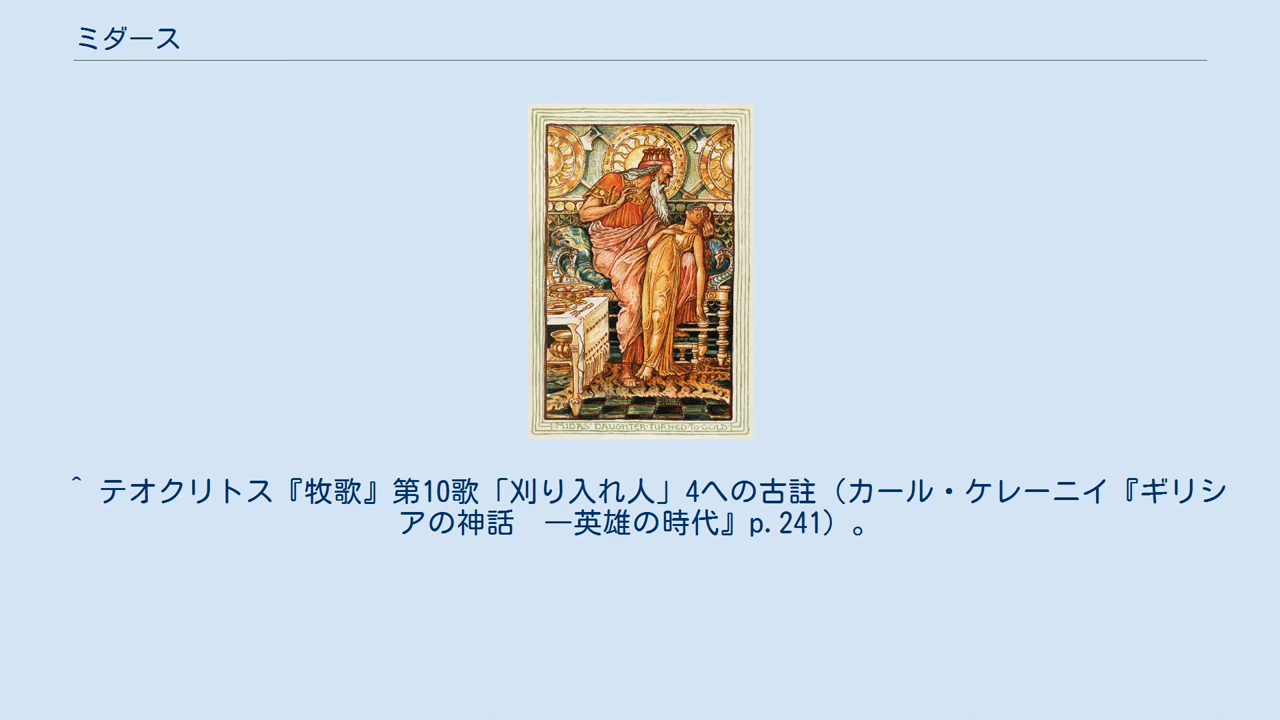 ミダース
MIDAS' DAUGHTER TURNED TO GOLD
^ テオクリトス『牧歌』第10歌「刈り入れ人」4への古註（カール・ケレーニイ『ギリシ
アの神話　―英雄の時代』p.241）。